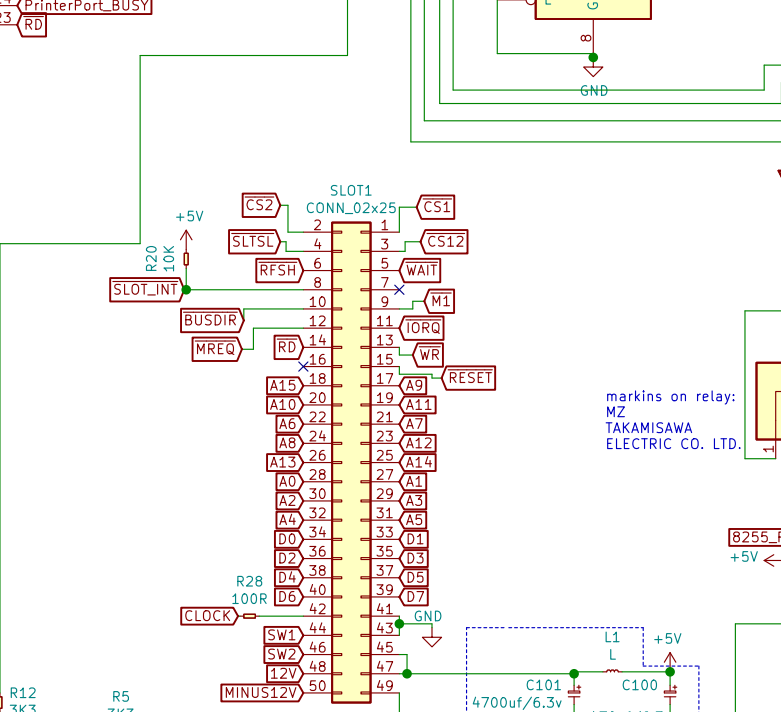 PrinterPort_BUSY
23
RD
G
8
GND
SLOT1
CONN_02x25
CS2
CS1
+5V
2
1
SLTSL
CS12
4
3
R20
10K
RFSH
6
5
WAIT
SLOT_INT
8
7
10
9
M1
BUSDIR
12
11
IORQ
MREQ
RD
14
13
WR
16
15
RESET
A15
18
17
A9
A10
20
19
A11
A6
22
21
A7
A8
24
23
A12
A13
26
25
A14
A0
28
27
A1
A2
30
29
A3
A4
32
31
A5
D0
34
33
D1
D2
36
35
D3
D4
38
37
D5
D6
40
39
D7
R28
100R
CLOCK
42
41
GND
SW1
44
43
SW2
46
45
12V
48
47
MINUS12V
50
49
markins on relay:
MZ
TAKAMISAWA
ELECTRIC CO. LTD.
1
8255_
+5V
L1
L
+5V
C101
4700uf/6.3v
C100
R12
3K3
R5
3K3